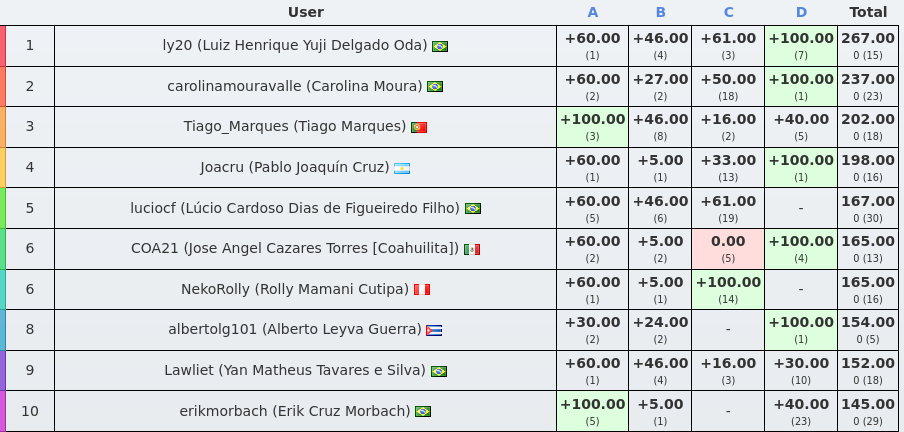 User A B C D Total
1 ly20 (Luiz Henrique Yuji Delgado Oda) +60.00 +46.00 +61.00 +100.00 267.00
(1) (4) (3) (7) 0 (15)
2 carolinamouravalle (Carolina Moura) +60.00 +27.00 +50.00 +100.00 237.00
(2) (2) (18) (1) 0 (23)
3 Tiago_Marques (Tiago Marques) +100.00 +46.00 +16.00 +40.00 202.00
(3) (8) (2) (5) 0 (18)
4 Joacru (Pablo Joaquín Cruz) +60.00 +5.00 +33.00 +100.00 198.00
(1) (1) (13) (1) 0 (16)
5 luciocf (Lúcio Cardoso Dias de Figueiredo Filho) +60.00 +46.00 +61.00 - 167.00
(5) (6) (19) 0 (30)
6 COA21 (Jose Angel Cazares Torres [Coahuilita]) +60.00 +5.00 0.00 +100.00 165.00
(2) (2) (5) (4) 0 (13)
6 NekoRolly (Rolly Mamani Cutipa) +60.00 +5.00 +100.00 - 165.00
(1) (1) (14) 0 (16)
8 albertolg101 (Alberto Leyva Guerra) +30.00 +24.00 - +100.00 154.00
(2) (2) (1) 0 (5)
9 Lawliet (Yan Matheus Tavares e Silva) +60.00 +46.00 +16.00 +30.00 152.00
(1) (4) (3) (10) 0 (18)
10 erikmorbach (Erik Cruz Morbach) +100.00 +5.00 - +40.00 145.00
(5) (1) (23) 0 (29)